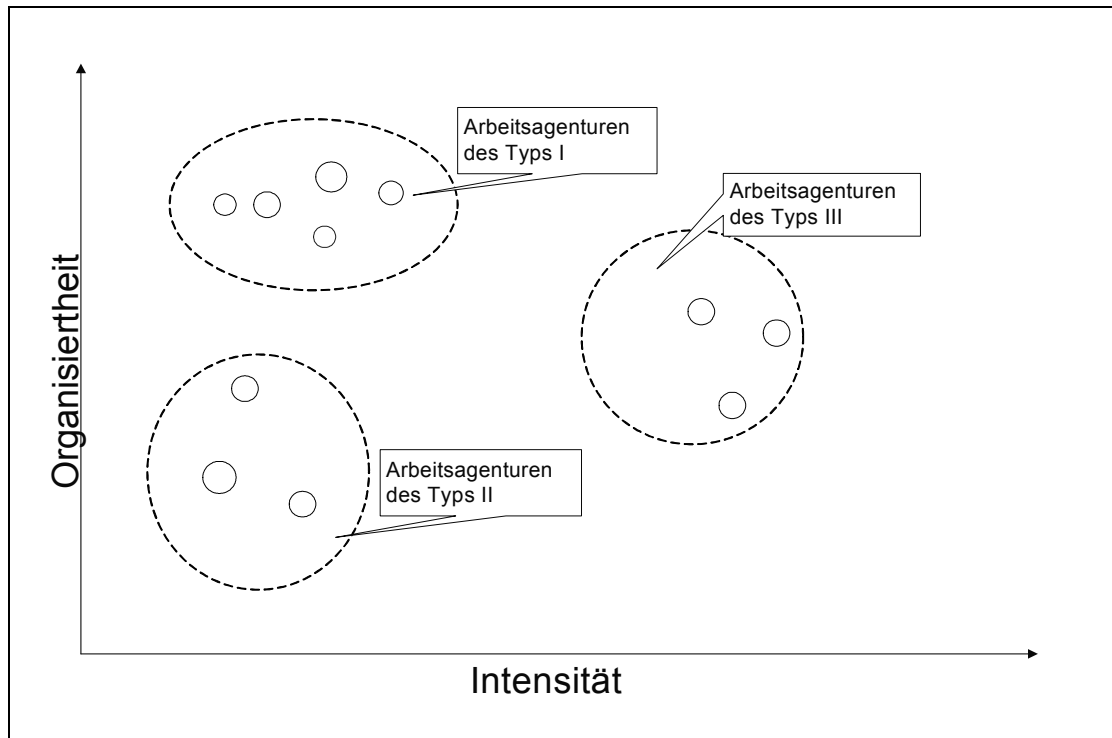 Arbeitsagenturen
des Typs I
Arbeitsagenturen
des Typs III
Organisiertheit
Arbeitsagenturen
des Typs II
Intensität